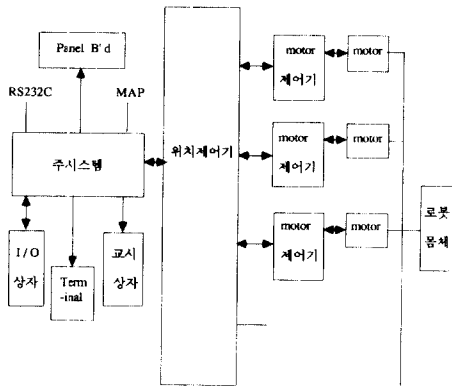 Panel B'd
RS232C
MAP
주시스템
I / O
상자
Term
-inal
교시
상자
위치제어기
motor
제어기
motor
motor
제어기
motor
motor
제어기
motor
로봇
몸체